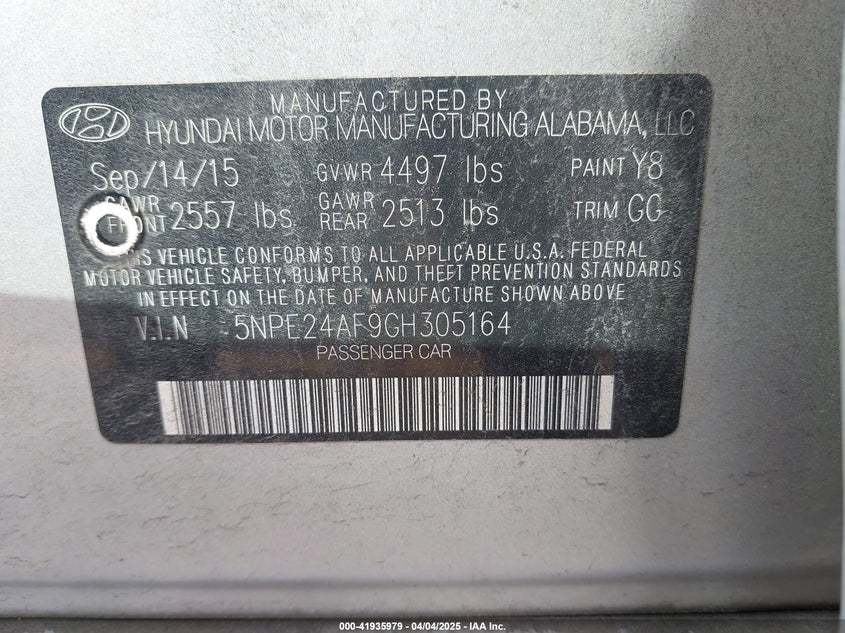 MANUFACTURED BY
HYUNDAI MOTOR MANUFACTURING ALABAMA, LLC
Sep/14/15 GVWR 4497 lbs PAINT Y8
GAWR FRONT 2557 lbs GAWR REAR 2513 lbs TRIM GG
THIS VEHICLE CONFORMS TO ALL APPLICABLE U.S.A. FEDERAL
MOTOR VEHICLE SAFETY, BUMPER, AND THEFT PREVENTION STANDARDS
IN EFFECT ON THE DATE OF MANUFACTURE SHOWN ABOVE
V.I.N 5NPE24AF9GH305164
PASSENGER CAR
000-41935979 - 04/04/2025 - IAA Inc.